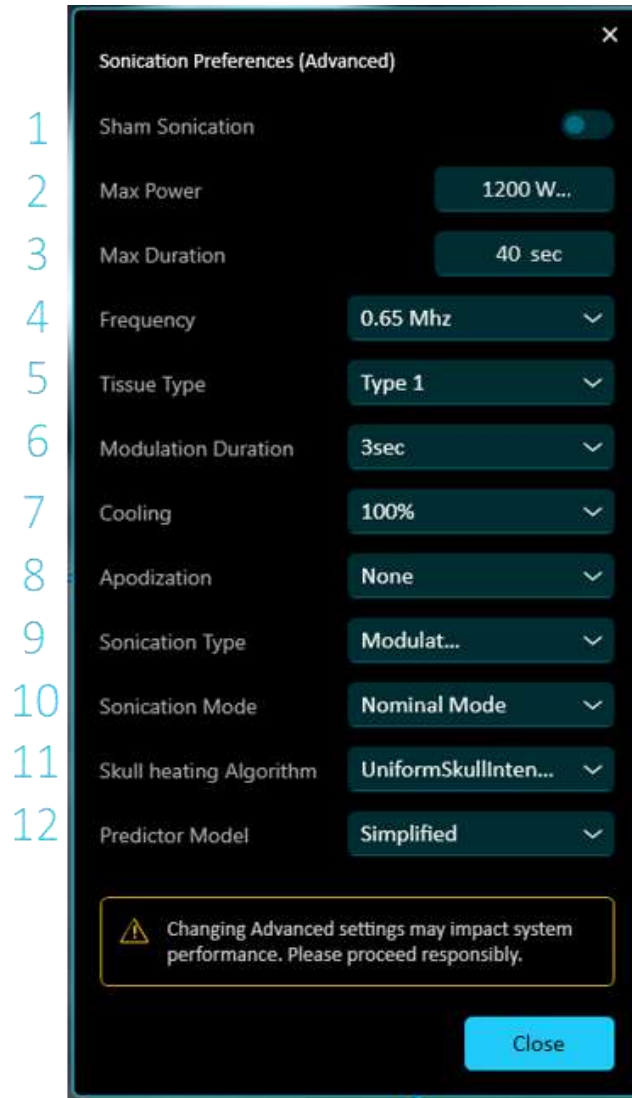 ×
Sonication Preferences (Advanced)
1 Sham Sonication
2 Max Power 1200 W...
3 Max Duration 40 sec
4 Frequency 0.65 Mhz
5 Tissue Type Type 1
6 Modulation Duration 3sec
7 Cooling 100%
8 Apodization None
9 Sonication Type Modulat...
10 Sonication Mode Nominal Mode
11 Skull heating Algorithm UniformSkullInten...
12 Predictor Model Simplified
Changing Advanced settings may impact system
performance. Please proceed responsibly.
Close